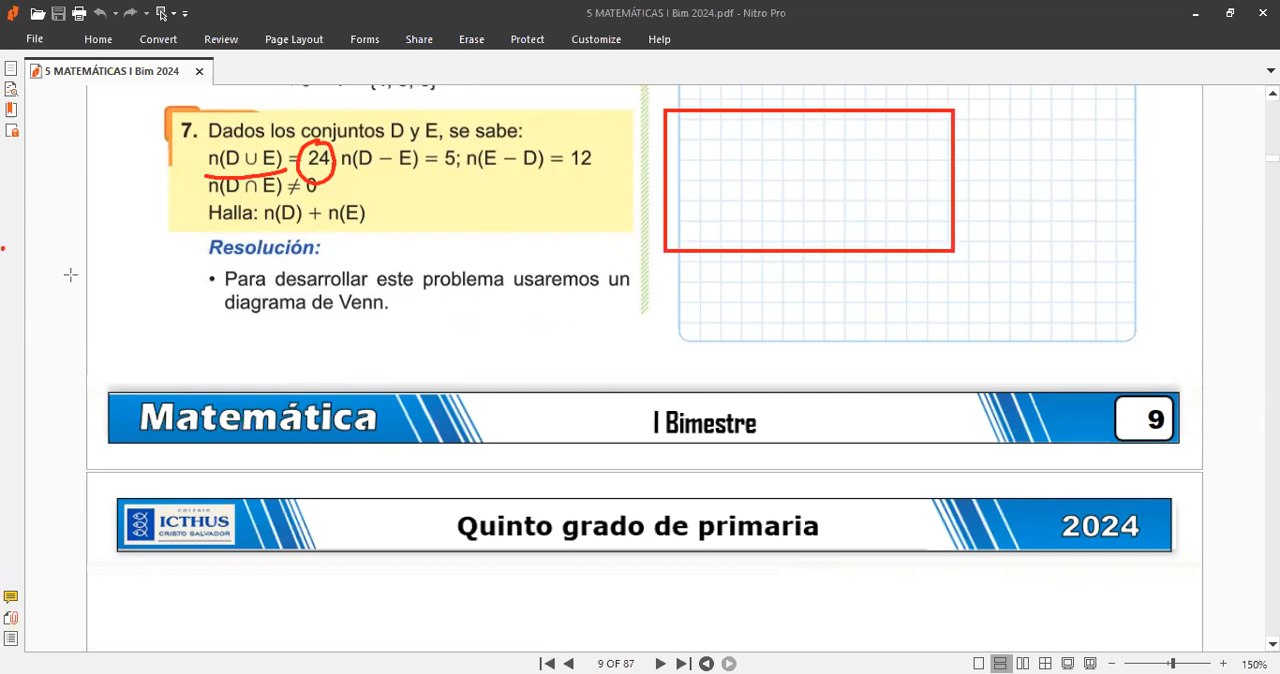 5 MATEMÁTICAS I Bim 2024.pdf - Nitro Pro
File Home Convert Review Page Layout Forms Share Erase Protect Customize Help
5 MATEMÁTICAS I Bim 2024
7. Dados los conjuntos D y E, se sabe:
n(D ∪ E) = 24 n(D − E) = 5; n(E − D) = 12
n(D ∩ E) ≠ 0
Halla: n(D) + n(E)
Resolución:
• Para desarrollar este problema usaremos un
diagrama de Venn.
Matemática I Bimestre 9
COLEGIO
ICTHUS
CRISTO SALVADOR
Quinto grado de primaria 2024
9 OF 87
150%